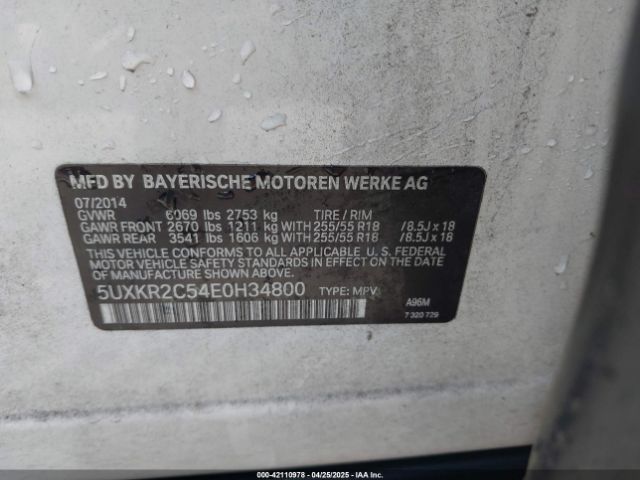 MFD BY BAYERISCHE MOTOREN WERKE AG
07/2014
GVWR 6069 lbs 2753 kg TIRE / RIM
GAWR FRONT 2670 lbs 1211 kg WITH 255/55 R18 /8.5J x 18
GAWR REAR 3541 lbs 1606 kg WITH 255/55 R18 /8.5J x 18
THIS VEHICLE CONFORMS TO ALL APPLICABLE U.S. FEDERAL
MOTOR VEHICLE SAFETY STANDARDS IN EFFECT ON THE
DATE OF MANUFACTURE SHOWN ABOVE.
5UXKR2C54E0H34800 TYPE: MPV
A96M
7 320 729
000-42110978 - 04/25/2025 - IAA Inc.